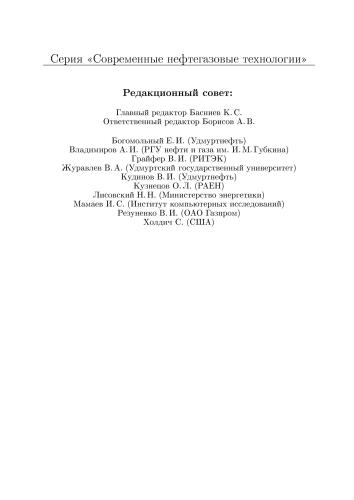 Серия «Современные нефтегазовые технологии»
Редакционный совет:
Главный редактор Басниев К. С.
Ответственный редактор Борисов А. В.
Богомольный Е. И. (Удмуртнефть)
Владимиров А. И. (РГУ нефти и газа им. И. М. Губкина)
Грайфер В. И. (РИТЭК)
Журавлев В. А. (Удмуртский государственный университет)
Кудинов В. И. (Удмуртнефть)
Кузнецов О. Л. (РАЕН)
Лисовский Н. Н. (Министерство энергетики)
Мамаев И. С. (Институт компьютерных исследований)
Резуненко В. И. (ОАО Газпром)
Холдич С. (США)